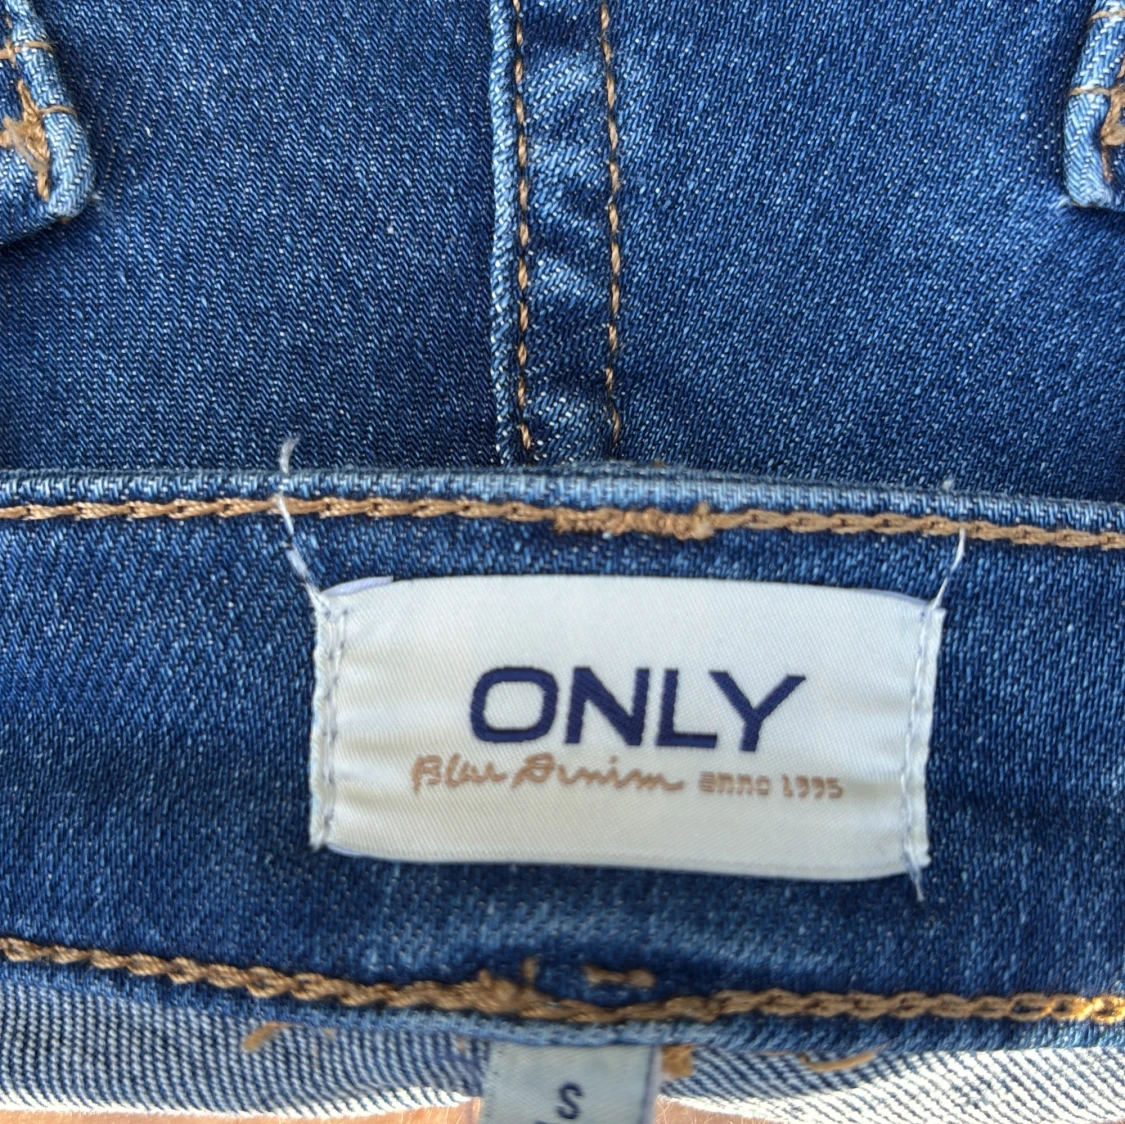 ONLY
Blue Denim anno 1995
S